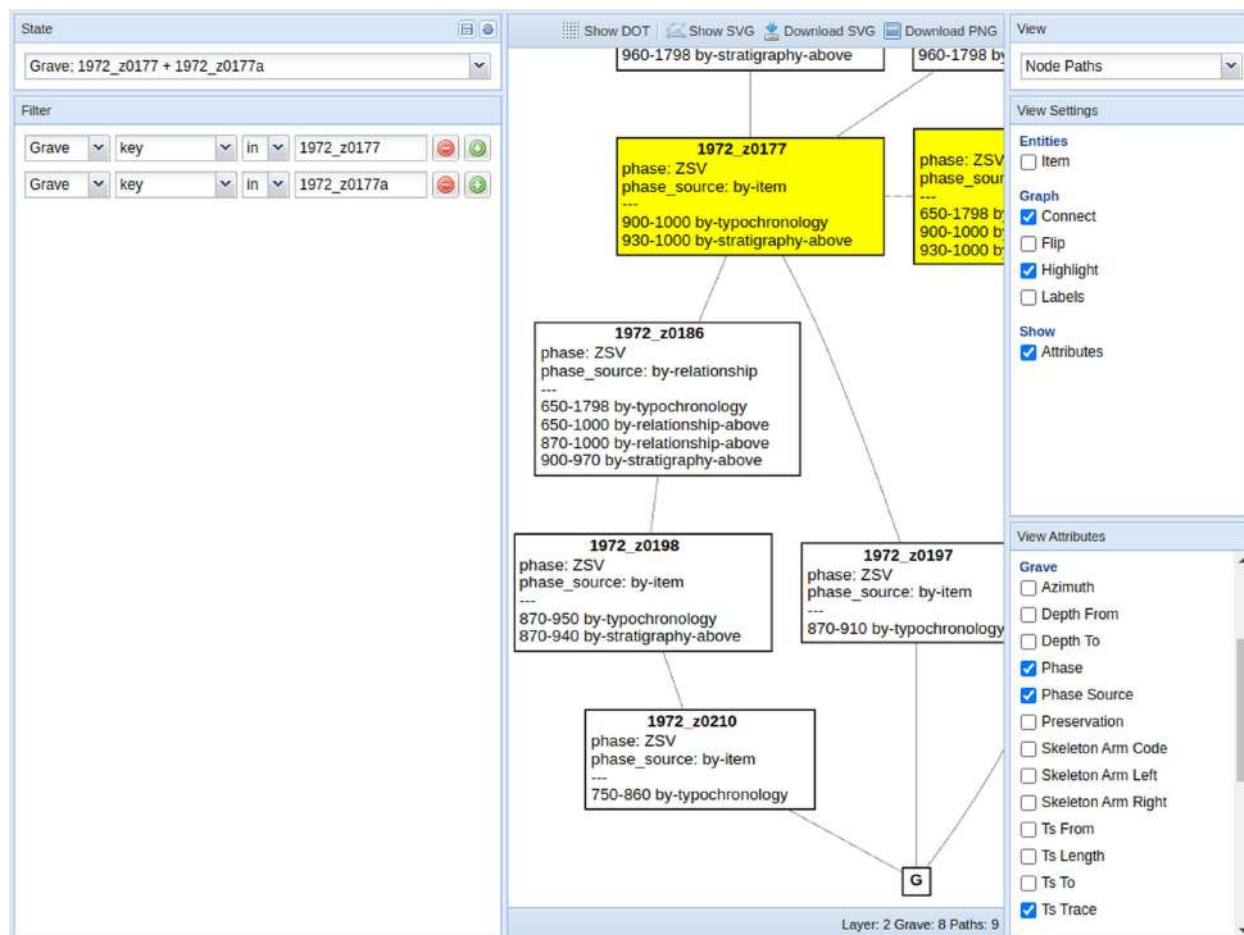 State
Grave; 1972_z0177 + 1972_z0177a
Filter
Grave key in 1972_z0177
Grave key in 1972_z0177a
Show DOT Show SVG Download SVG Download PNG
960-1798 by-stratigraphy-above
960-1798 b
1972_z0177
phase: ZSV
phase_source: by-item
---
900-1000 by-typochronology
930-1000 by-stratigraphy-above
phase: ZSV
phase_sour
---
650-1798 b
900-1000 b
930-1000 b
1972_z0186
phase: ZSV
phase_source: by-relationship
---
650-1798 by-typochronology
650-1000 by-relationship-above
870-1000 by-relationship-above
900-970 by-stratigraphy-above
1972_z0198
phase: ZSV
phase_source: by-item
---
870-950 by-typochronology
870-940 by-stratigraphy-above
1972_z0197
phase: ZSV
phase_source: by-item
---
870-910 by-typochronology
1972_z0210
phase: ZSV
phase_source: by-item
---
750-860 by-typochronology
G
Layer: 2 Grave: 8 Paths: 9
View
Node Paths
View Settings
Entities
Item
Graph
Connect
Flip
Highlight
Labels
Show
Attributes
View Attributes
Grave
Azimuth
Depth From
Depth To
Phase
Phase Source
Preservation
Skeleton Arm Code
Skeleton Arm Left
Skeleton Arm Right
Ts From
Ts Length
Ts To
Ts Trace